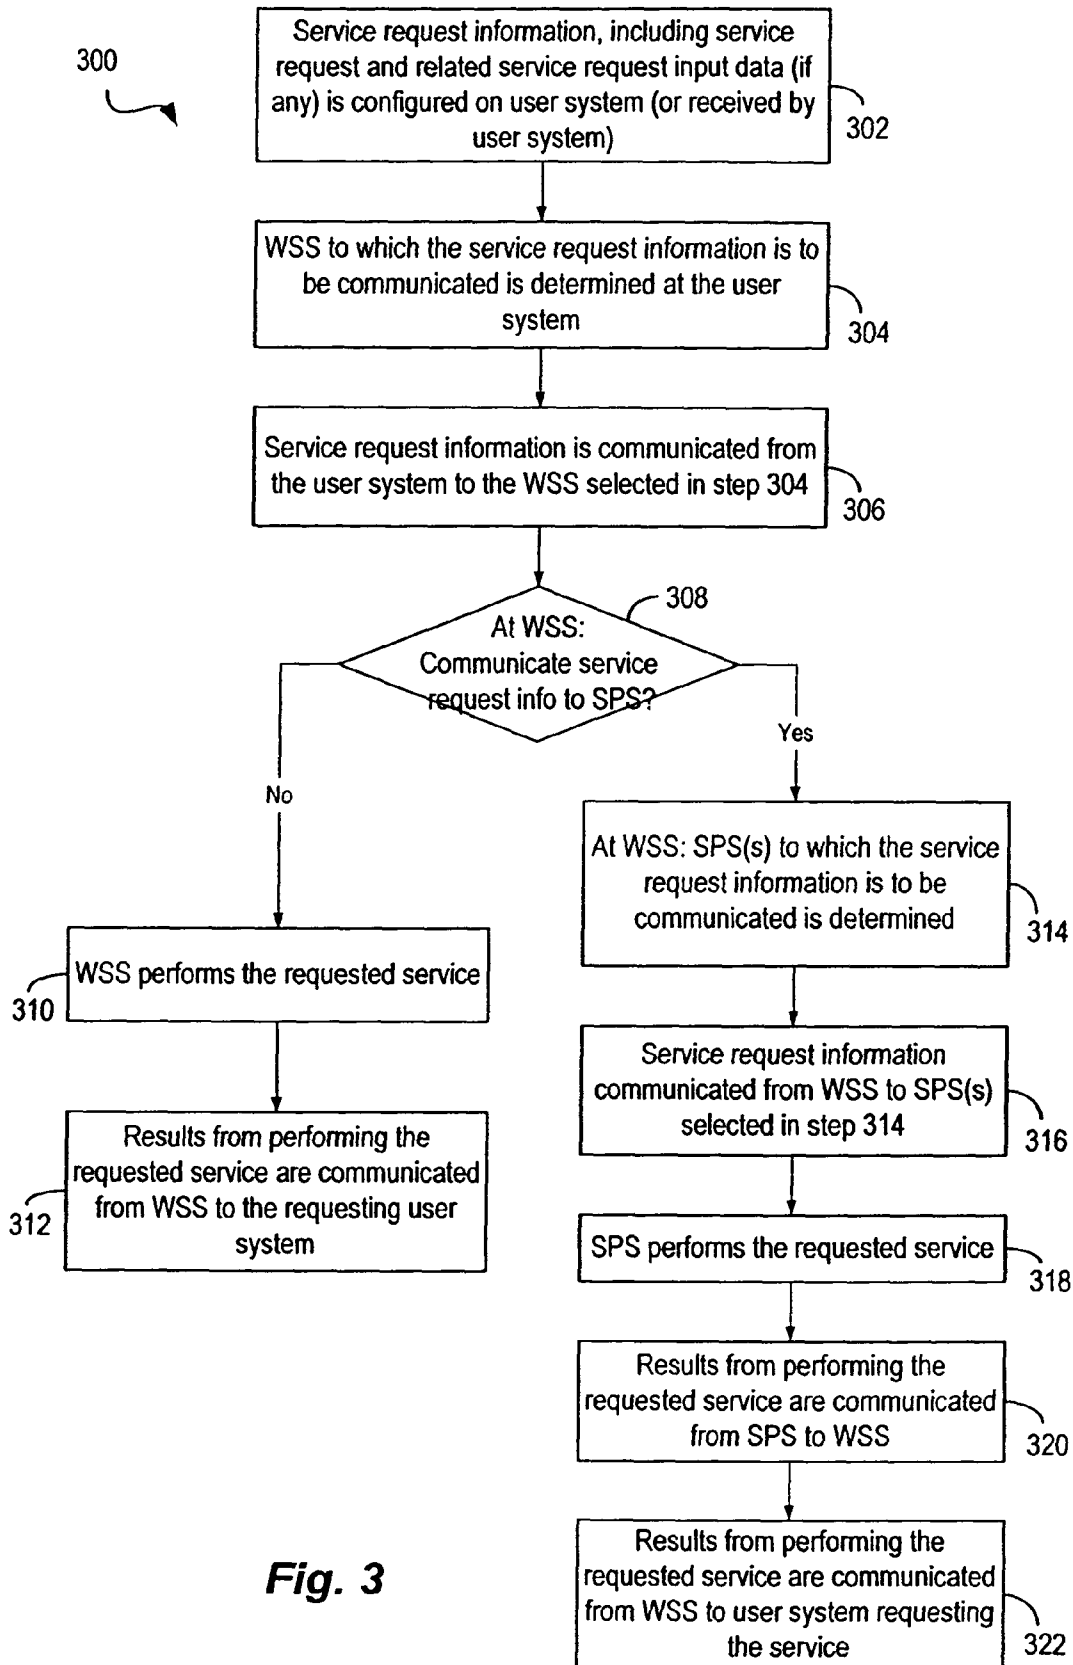 300
Service request information, including service
request and related service request input data (if
any) is configured on user system (or received by
user system)
302
WSS to which the service request information is to
be communicated is determined at the user
system
304
Service request information is communicated from
the user system to the WSS selected in step 304
306
308
At WSS:
Communicate service
request info to SPS?
No
Yes
WSS performs the requested service
310
Results from performing the
requested service are communicated
from WSS to the requesting user
system
312
At WSS: SPS(s) to which the service
request information is to be
communicated is determined
314
Service request information
communicated from WSS to SPS(s)
selected in step 314
316
SPS performs the requested service
318
Results from performing the
requested service are communicated
from SPS to WSS
320
Results from performing the
requested service are communicated
from WSS to user system requesting
the service
322
Fig. 3